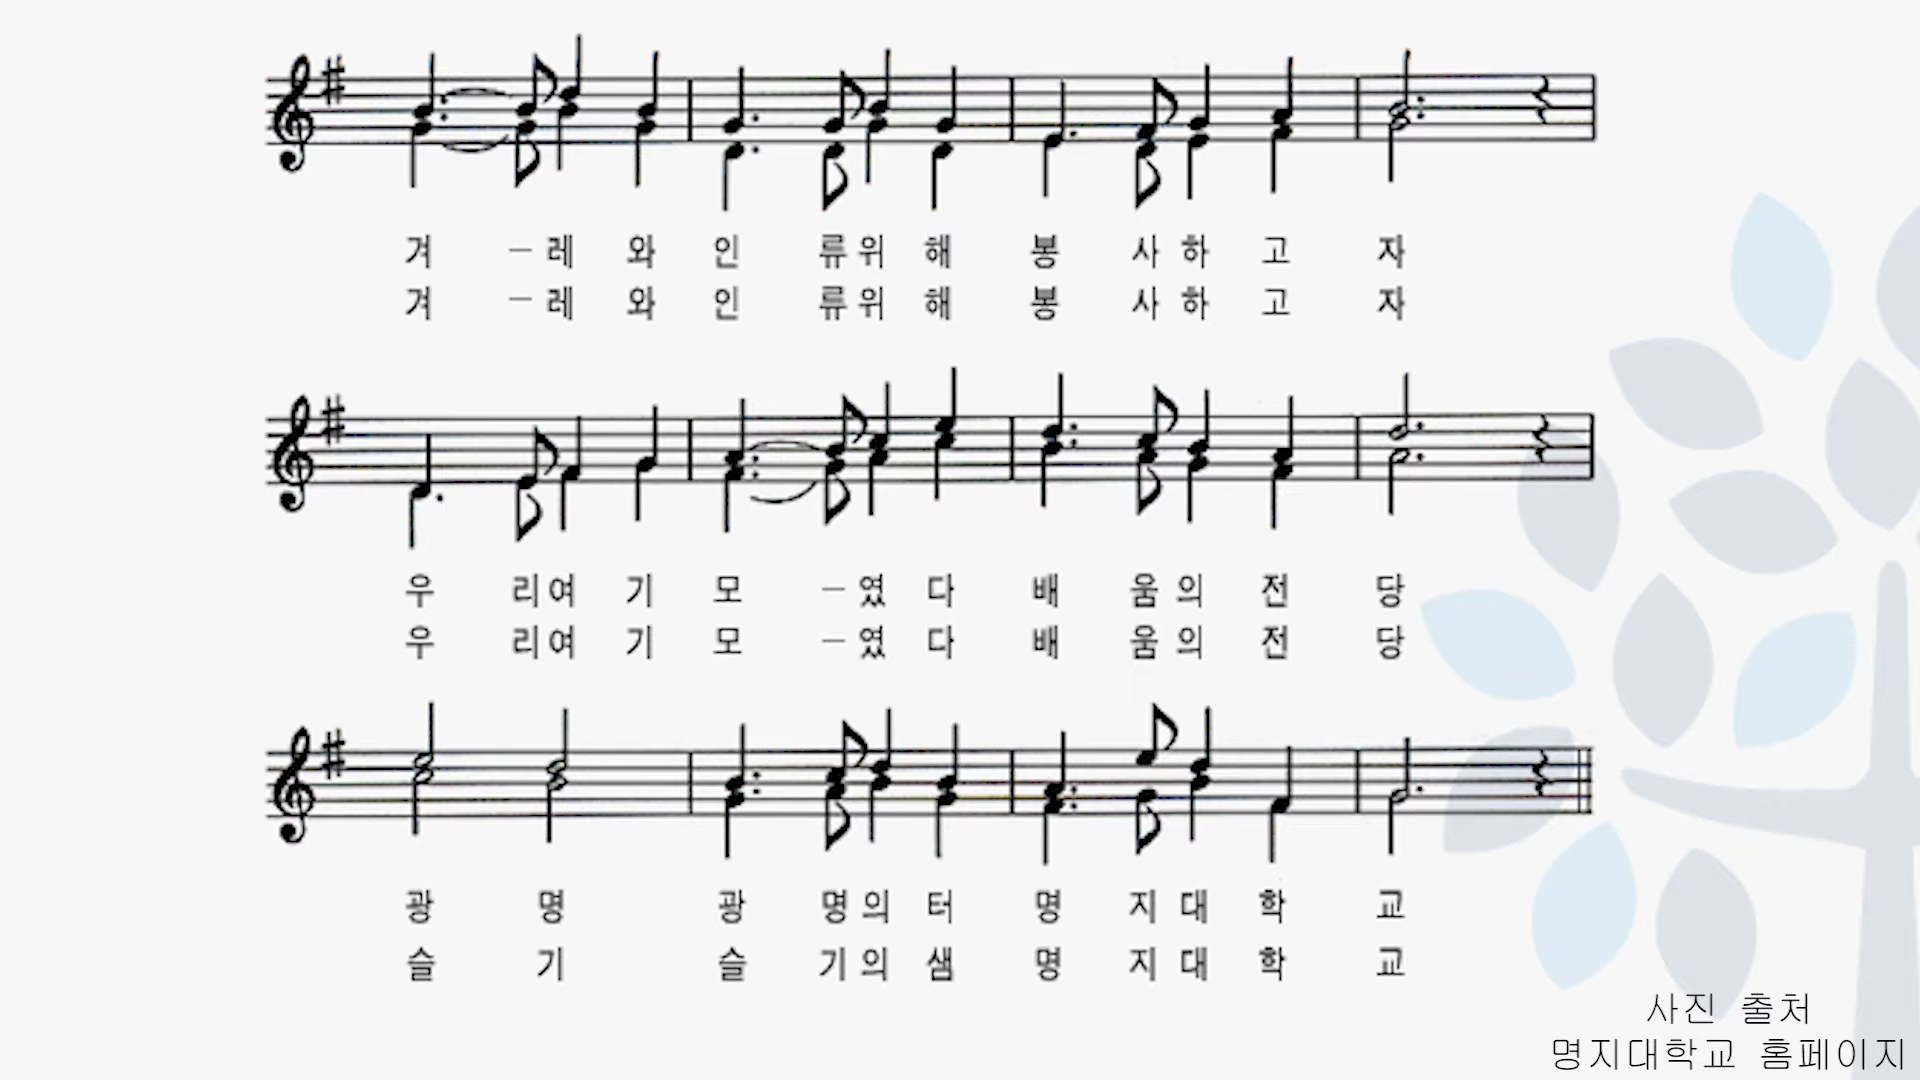 겨 - 레 와 인 류 위 해 봉 사 하 고 자
겨 - 레 와 인 류 위 해 봉 사 하 고 자
우 리 여 기 모 - 였 다 배 움 의 전 당
우 리 여 기 모 - 였 다 배 움 의 전 당
광 명 광 명 의 터 명 지 대 학 교
슬 기 슬 기 의 샘 명 지 대 학 교
사진 출처
명지대학교 홈페이지